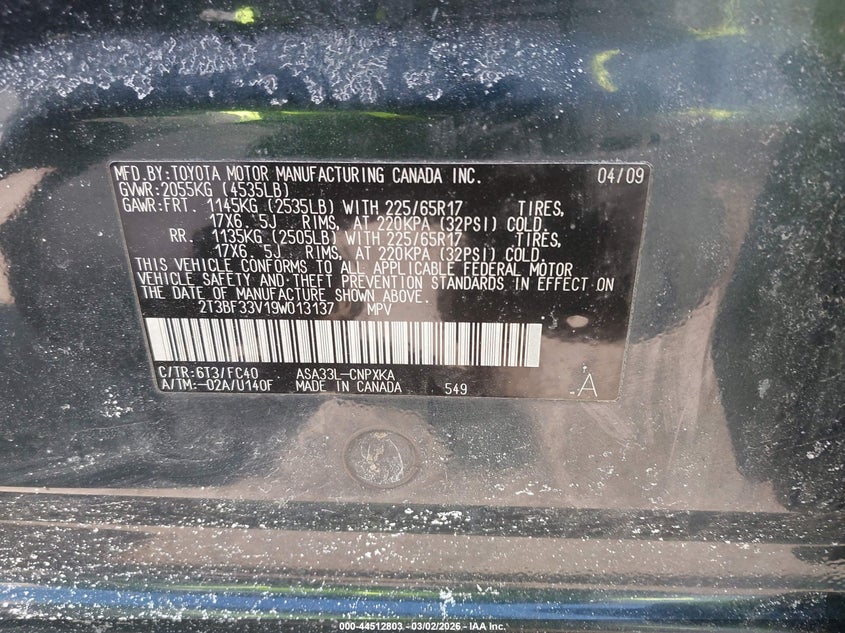 MFD.BY:TOYOTA MOTOR MANUFACTURING CANADA INC. 04/09
GVWR:2055KG (4535LB)
GAWR:FRT. 1145KG (2535LB) WITH 225/65R17 TIRES,
17X6. 5J RIMS, AT 220KPA (32PSI) COLD.
RR. 1135KG (2505LB) WITH 225/65R17 TIRES,
17X6. 5J RIMS, AT 220KPA (32PSI) COLD.
THIS VEHICLE CONFORMS TO ALL APPLICABLE FEDERAL MOTOR
VEHICLE SAFETY AND THEFT PREVENTION STANDARDS IN EFFECT ON
THE DATE OF MANUFACTURE SHOWN ABOVE.
2T3BF33V19W013137 MPV
C/TR:6T3/FC40 ASA33L-CNPXKA
A/TM:-02A/U140F MADE IN CANADA 549 A
000-44512803 - 03/02/2026 - IAA Inc.